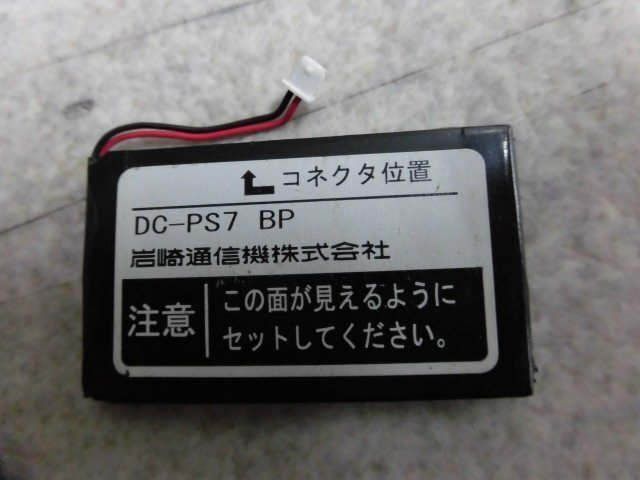 コネクタ位置
DC-PS7 BP
岩崎通信機株式会社
注意
この面が見えるように
セットしてください。